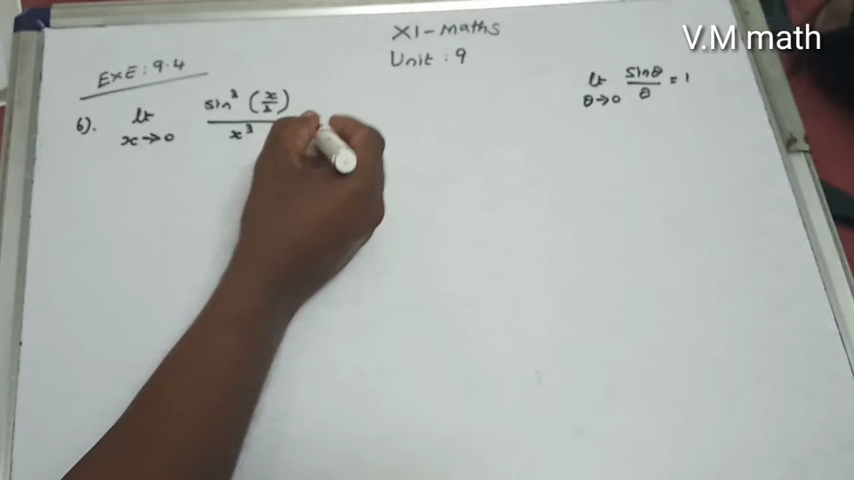 XI - Maths
Unit : 9
V.M math
EXE : 9.4
6). lt x→0 sin³ (x/2) / x³
lt θ→0 sinθ / θ = 1